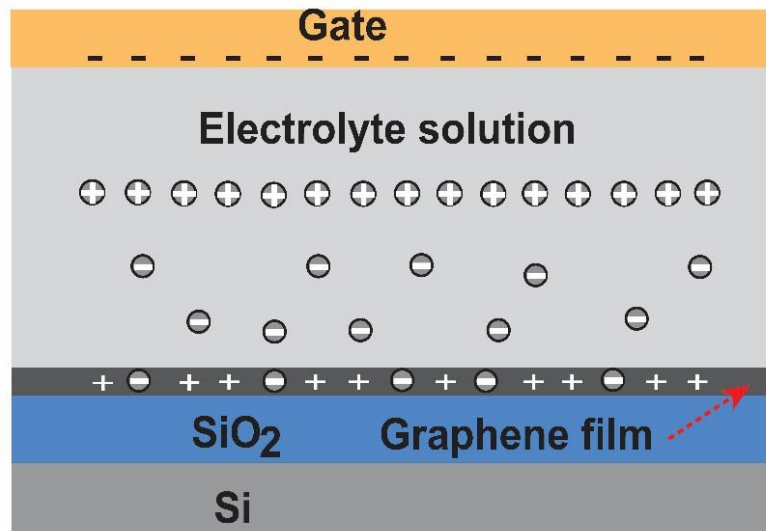 Gate
Electrolyte solution
SiO₂
Graphene film
Si